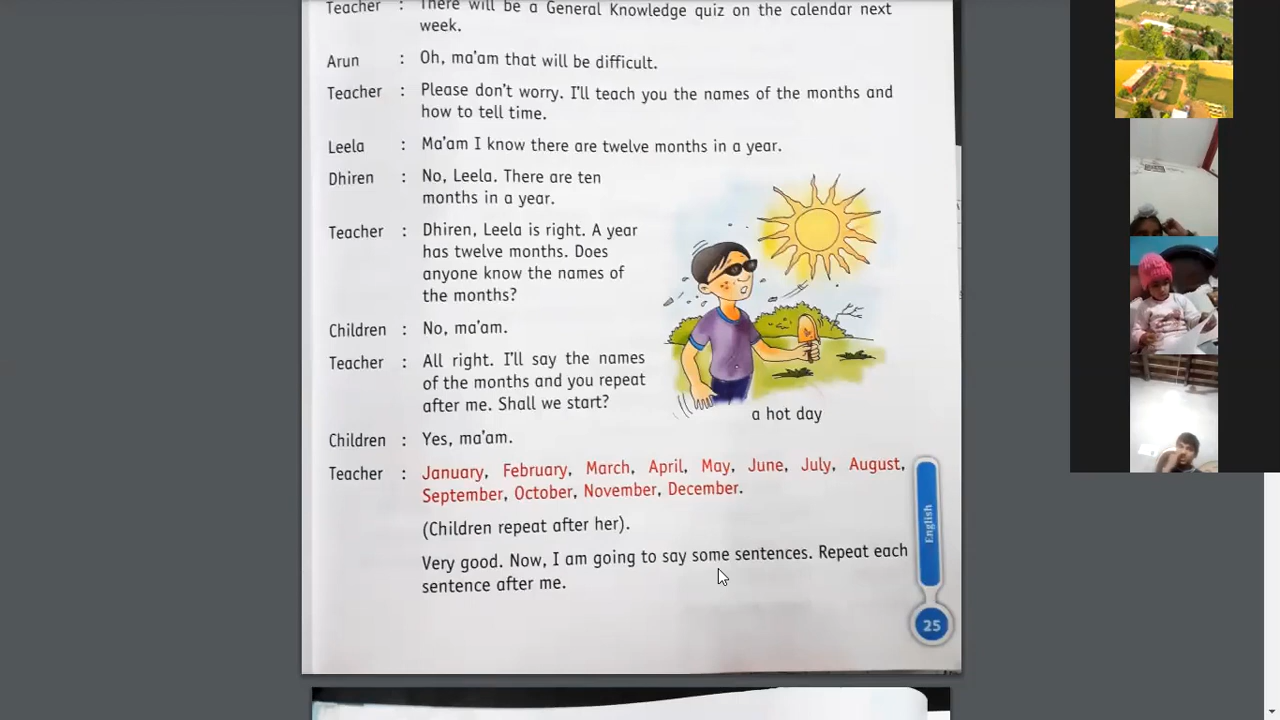 Teacher : There will be a General Knowledge quiz on the calendar next
week.
Arun : Oh, ma'am that will be difficult.
Teacher : Please don't worry. I'll teach you the names of the months and
how to tell time.
Leela : Ma'am I know there are twelve months in a year.
Dhiren : No, Leela. There are ten
months in a year.
Teacher : Dhiren, Leela is right. A year
has twelve months. Does
anyone know the names of
the months?
Children : No, ma'am.
Teacher : All right. I'll say the names
of the months and you repeat
after me. Shall we start?
a hot day
Children : Yes, ma'am.
Teacher : January, February, March, April, May, June, July, August,
September, October, November, December.
(Children repeat after her).
Very good. Now, I am going to say some sentences. Repeat each
sentence after me.
English
25